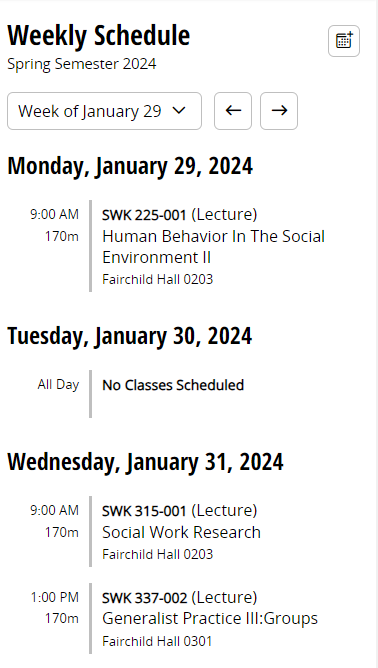 Weekly Schedule
Spring Semester 2024
Week of January 29
Monday, January 29, 2024
9:00 AM
170m
SWK 225-001 (Lecture)
Human Behavior In The Social
Environment II
Fairchild Hall 0203
Tuesday, January 30, 2024
All Day
No Classes Scheduled
Wednesday, January 31, 2024
9:00 AM
170m
SWK 315-001 (Lecture)
Social Work Research
Fairchild Hall 0203
1:00 PM
170m
SWK 337-002 (Lecture)
Generalist Practice III:Groups
Fairchild Hall 0301